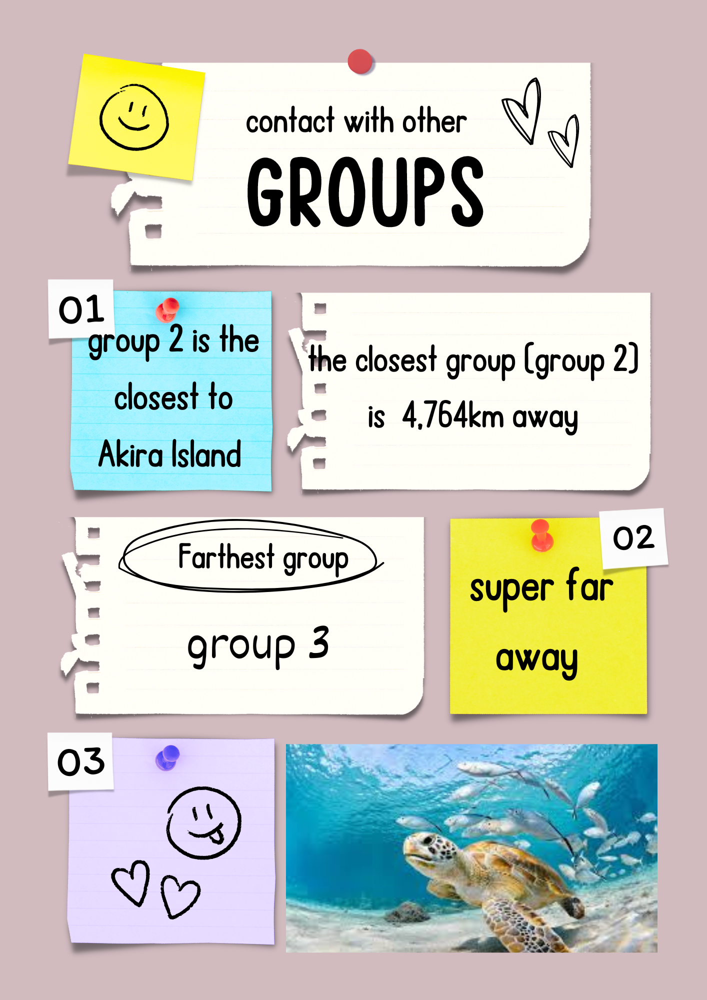 contact with other
GROUPS
01
group 2 is the
closest to
Akira Island
the closest group (group 2)
is 4,764km away
Farthest group
group 3
02
super far
away
03